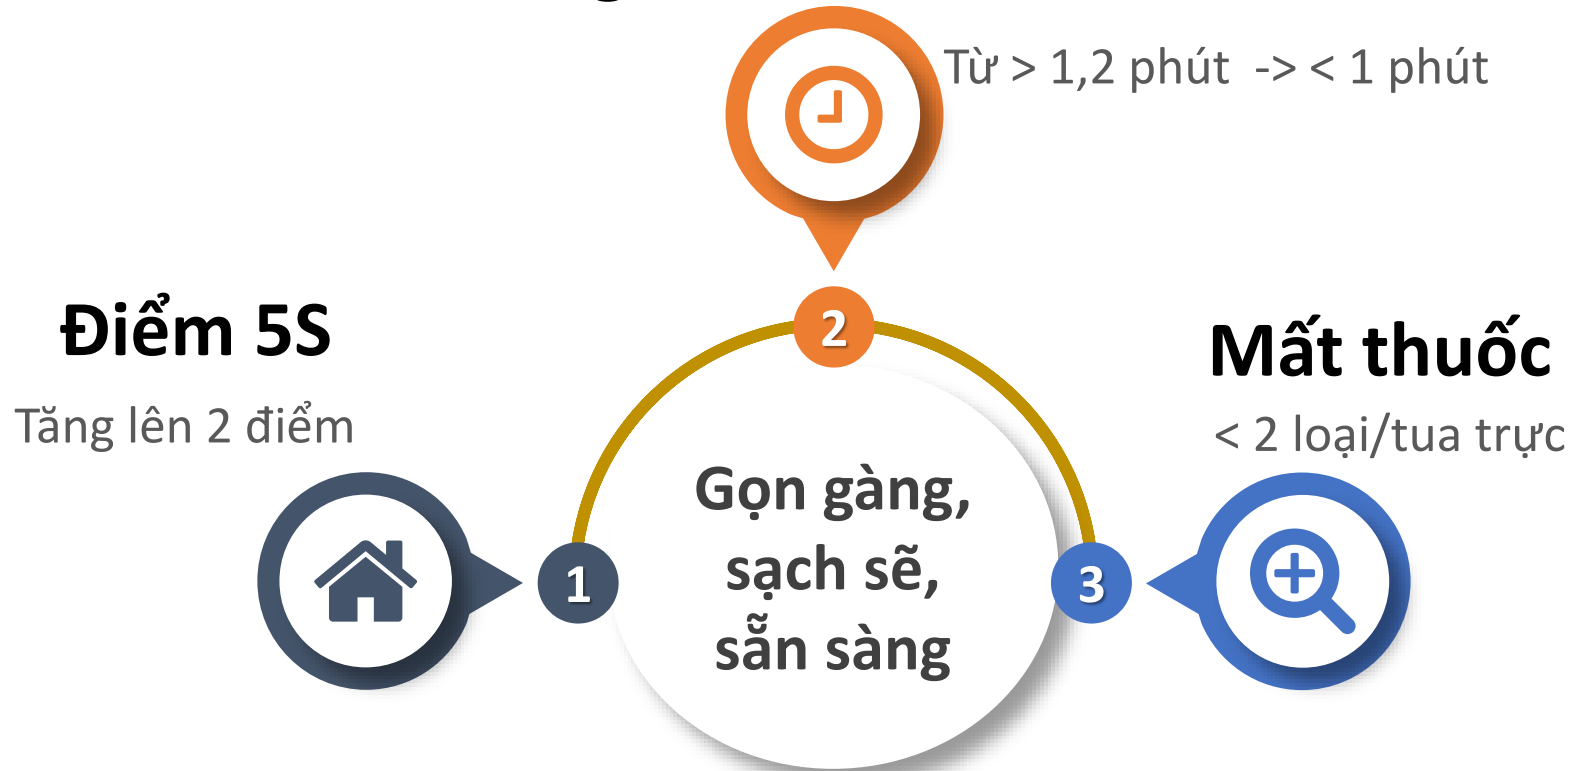 Từ > 1,2 phút -> < 1 phút
2
Điểm 5S
Tăng lên 2 điểm
Mất thuốc
< 2 loại/tua trực
Gọn gàng,
sạch sẽ,
sẵn sàng
1
3